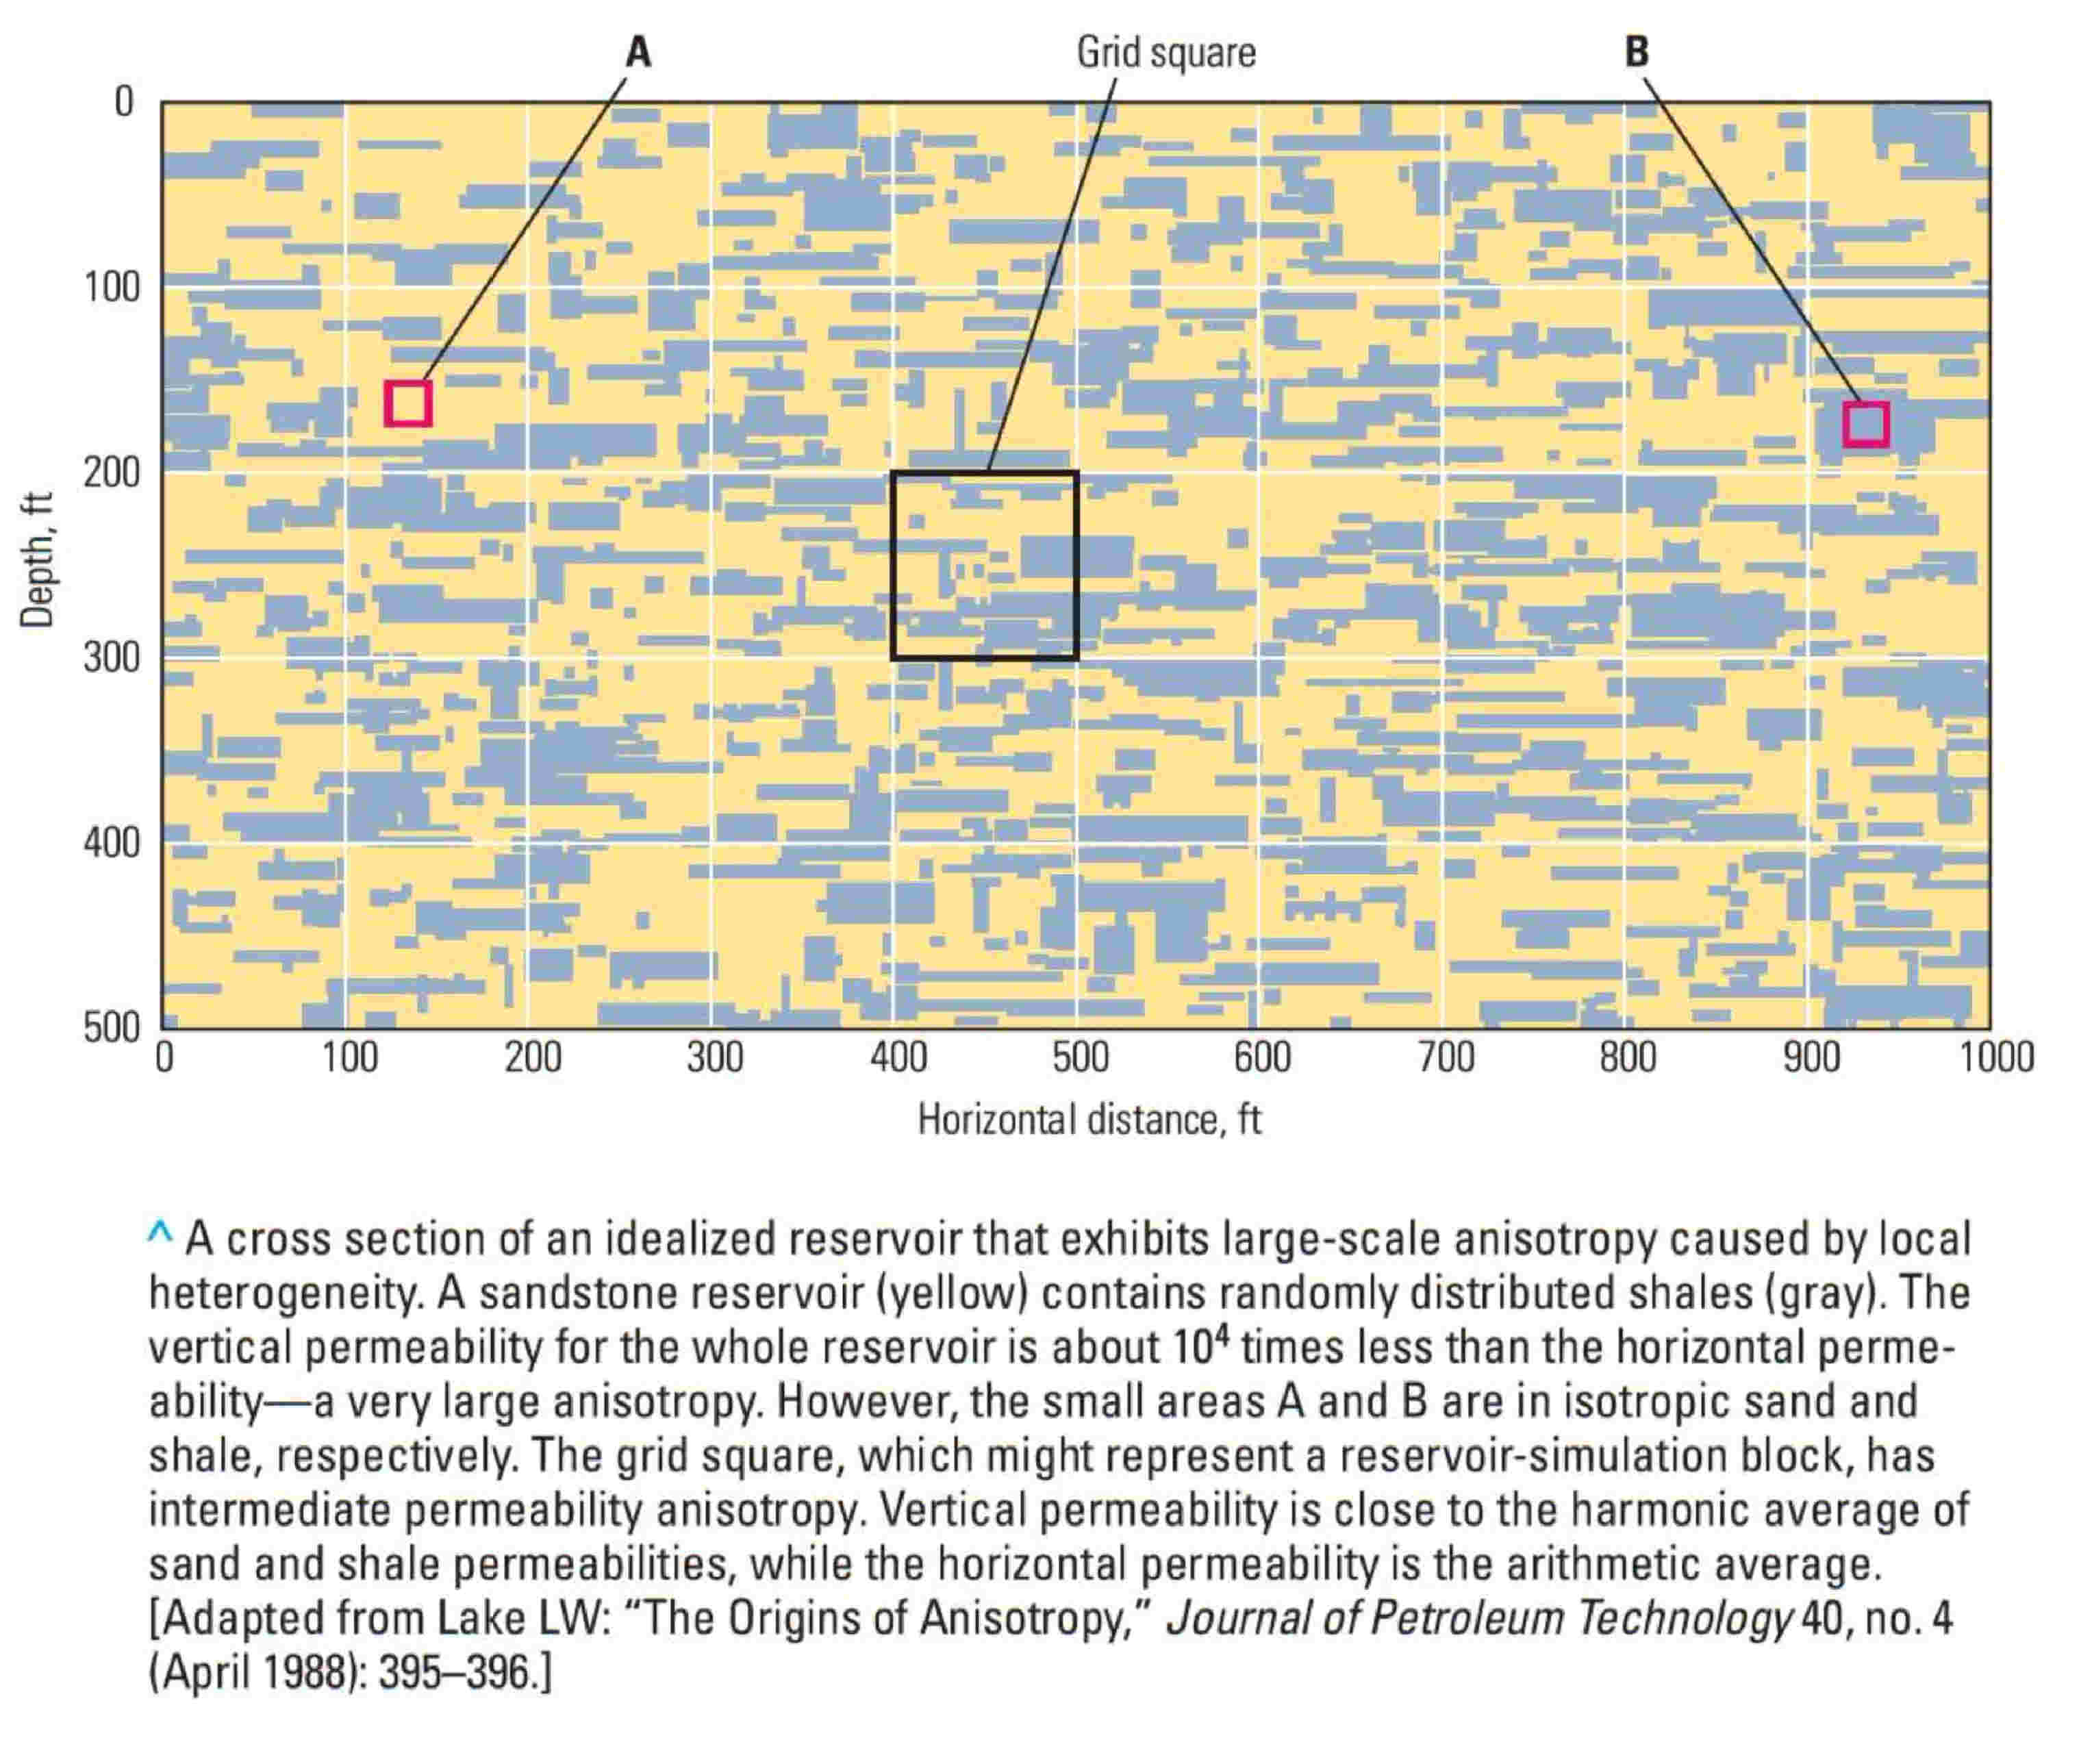 A
Grid square
B
0
100
200
300
400
500
Depth, ft
0 100 200 300 400 500 600 700 800 900 1000
Horizontal distance, ft
^ A cross section of an idealized reservoir that exhibits large-scale anisotropy caused by local
heterogeneity. A sandstone reservoir (yellow) contains randomly distributed shales (gray). The
vertical permeability for the whole reservoir is about 10⁴ times less than the horizontal perme-
ability—a very large anisotropy. However, the small areas A and B are in isotropic sand and
shale, respectively. The grid square, which might represent a reservoir-simulation block, has
intermediate permeability anisotropy. Vertical permeability is close to the harmonic average of
sand and shale permeabilities, while the horizontal permeability is the arithmetic average.
[Adapted from Lake LW: “The Origins of Anisotropy,” Journal of Petroleum Technology 40, no. 4
(April 1988): 395–396.]